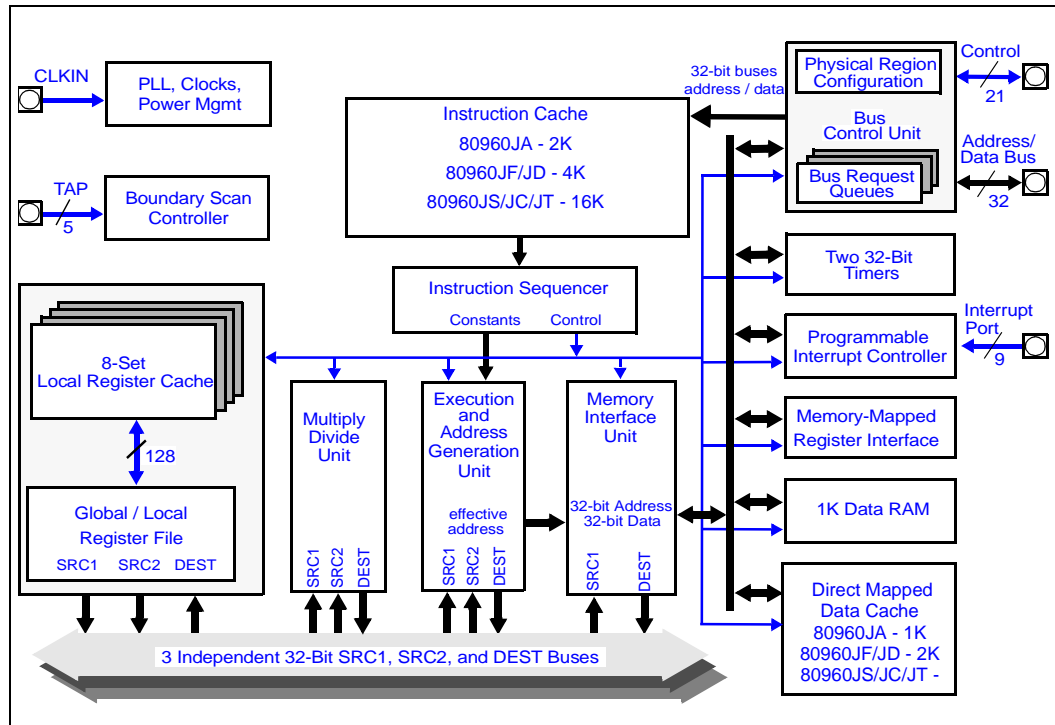 CLKIN
PLL, Clocks,
Power Mgmt
TAP
5
Boundary Scan
Controller
Instruction Cache
80960JA - 2K
80960JF/JD - 4K
80960JS/JC/JT - 16K
32-bit buses
address / data
Physical Region
Configuration
Bus
Control Unit
Bus Request
Queues
Control
21
Address/
Data Bus
32
Instruction Sequencer
Constants
Control
Two 32-Bit
Timers
Programmable
Interrupt Controller
Interrupt
Port
9
Memory-Mapped
Register Interface
1K Data RAM
Direct Mapped
Data Cache
80960JA - 1K
80960JF/JD - 2K
80960JS/JC/JT -
8-Set
Local Register Cache
128
Global / Local
Register File
SRC1
SRC2
DEST
Multiply
Divide
Unit
SRC1
SRC2
DEST
Execution
and
Address
Generation
Unit
effective
address
SRC1
SRC2
DEST
Memory
Interface
Unit
32-bit Address
32-bit Data
SRC1
DEST
3 Independent 32-Bit SRC1, SRC2, and DEST Buses